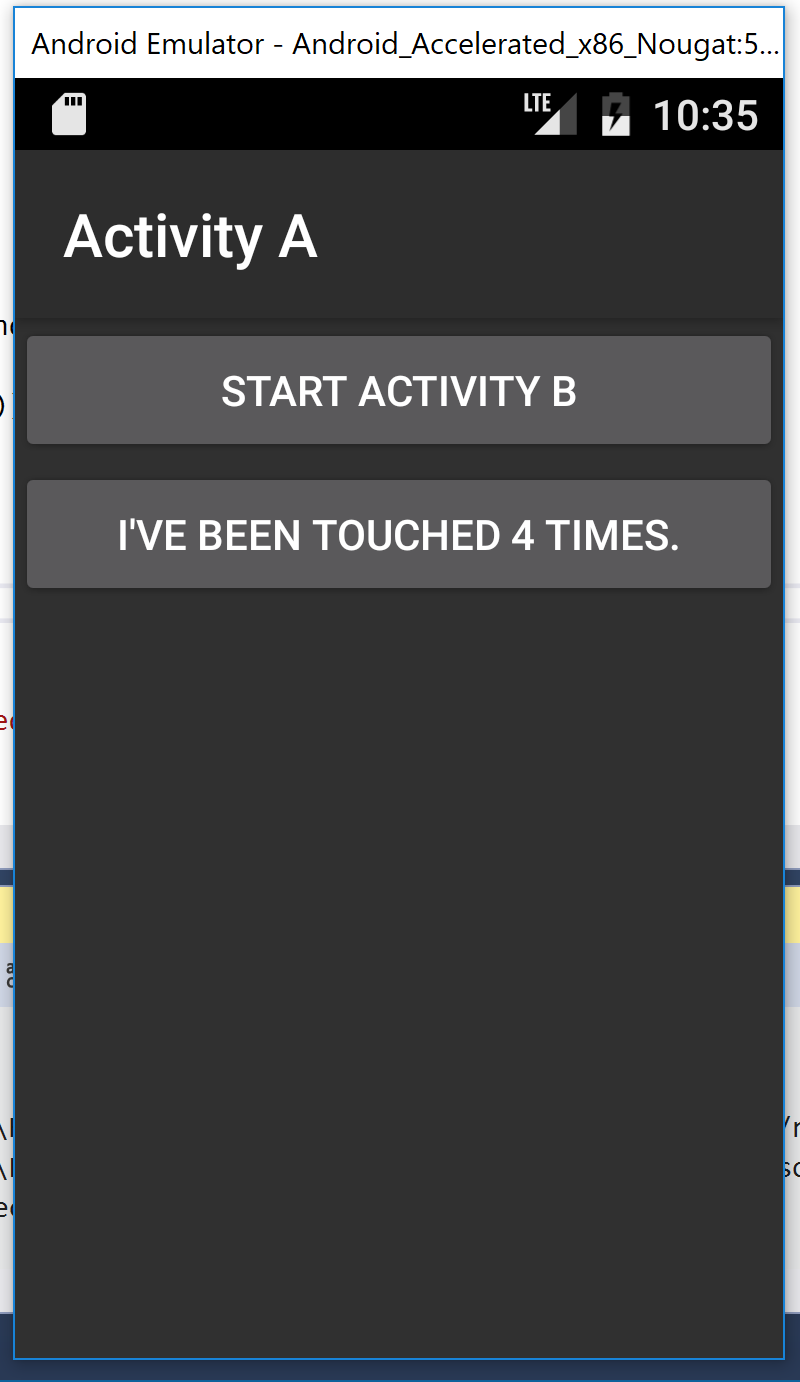 Android Emulator - Android_Accelerated_x86_Nougat:5...
LTE 10:35
Activity A
START ACTIVITY B
I'VE BEEN TOUCHED 4 TIMES.